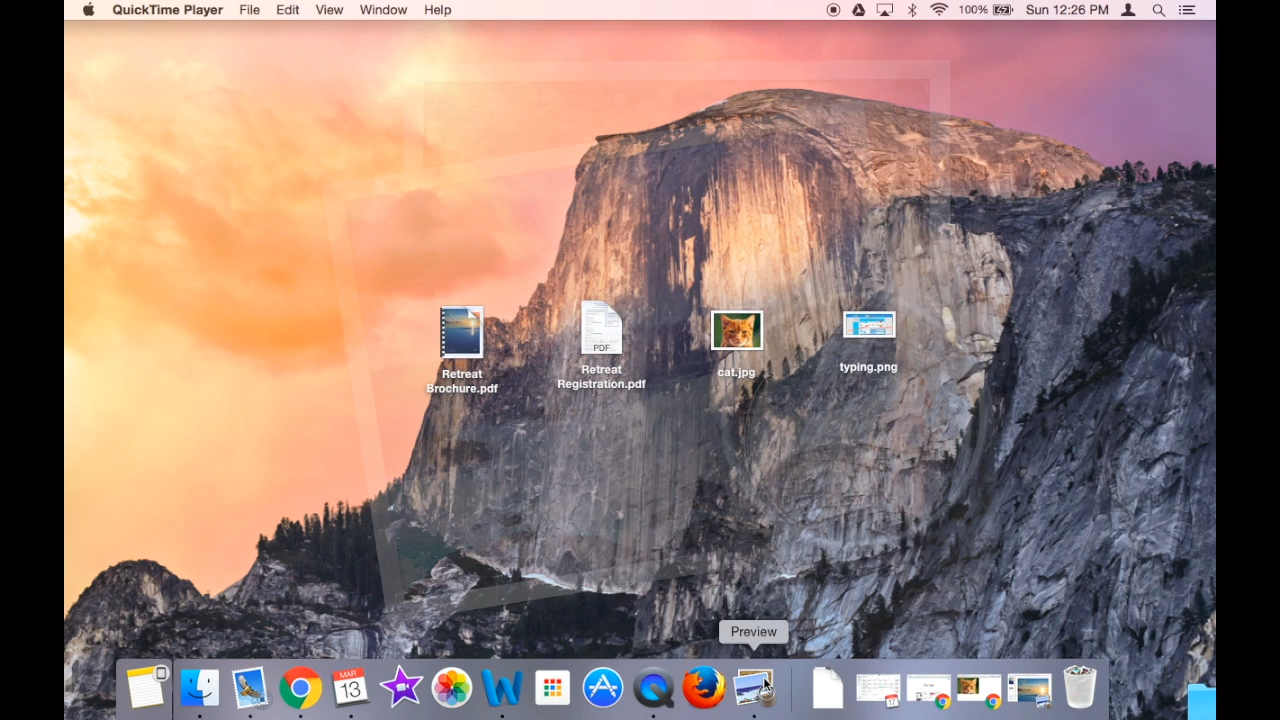 QuickTime Player File Edit View Window Help 100% Sun 12:26 PM
Retreat
Brochure.pdf
PDF
Retreat
Registration.pdf
cat.jpg
typing.png
Preview
MAR
13
W
17